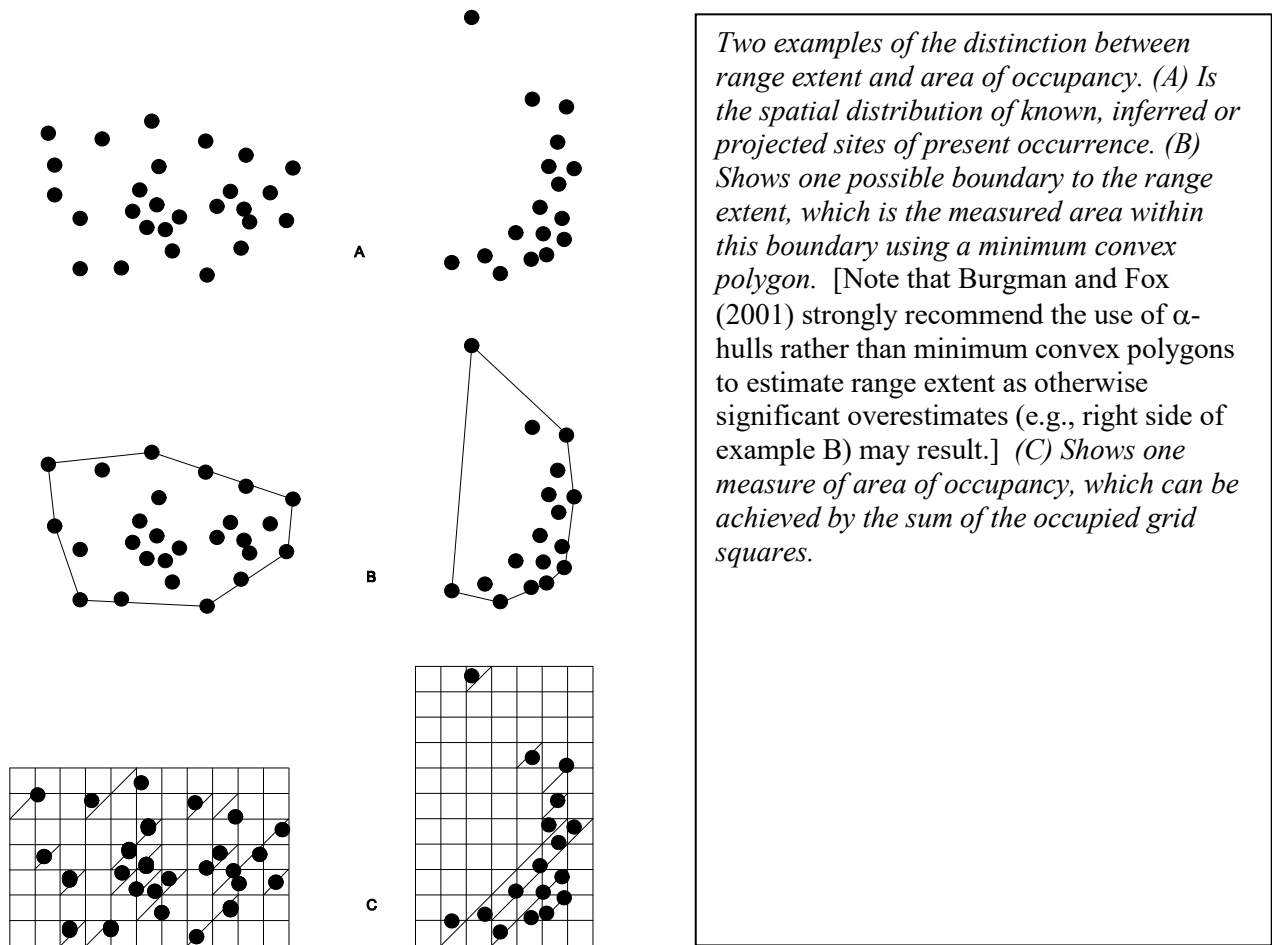 A
B
C
Two examples of the distinction between
range extent and area of occupancy. (A) Is
the spatial distribution of known, inferred or
projected sites of present occurrence. (B)
Shows one possible boundary to the range
extent, which is the measured area within
this boundary using a minimum convex
polygon. [Note that Burgman and Fox
(2001) strongly recommend the use of α-
hulls rather than minimum convex polygons
to estimate range extent as otherwise
significant overestimates (e.g., right side of
example B) may result.] (C) Shows one
measure of area of occupancy, which can be
achieved by the sum of the occupied grid
squares.